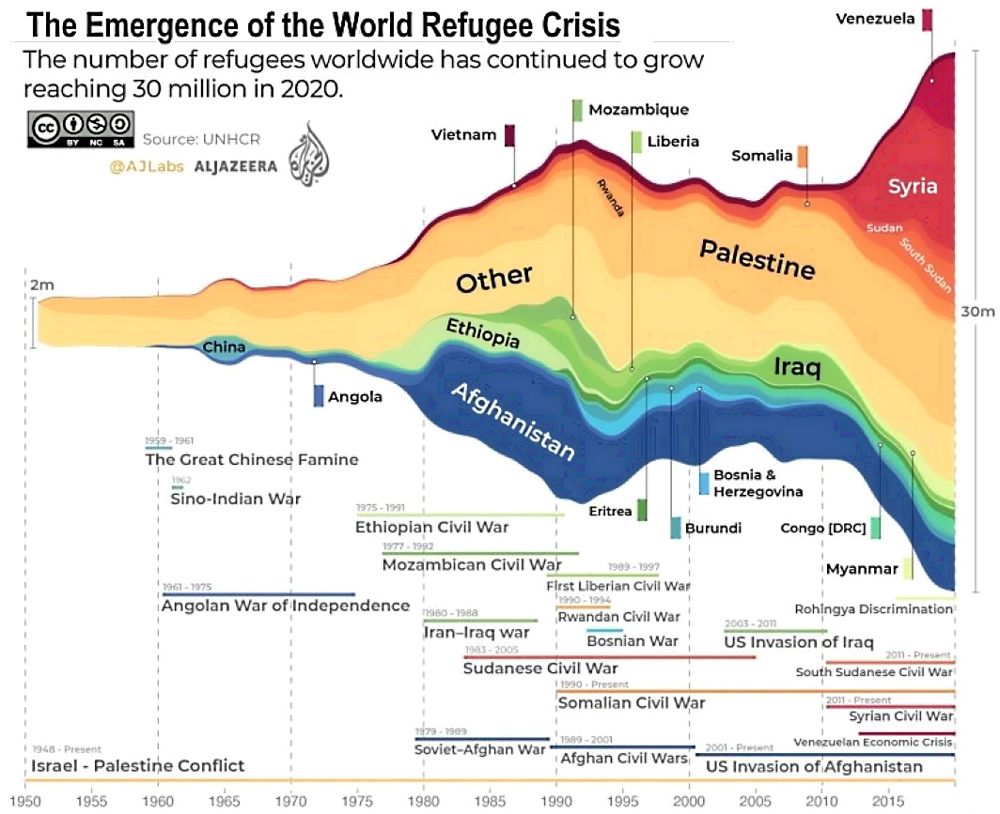 The Emergence of the World Refugee Crisis
The number of refugees worldwide has continued to grow
reaching 30 million in 2020.
cc
BY NC SA
Source: UNHCR
@AJLabs ALJAZEERA
Venezuela
Mozambique
Vietnam
Liberia
Somalia
Syria
Rwanda
Sudan
South Sudan
Palestine
Other
2m
30m
Ethiopia
China
Iraq
Angola
Afghanistan
Bosnia &
Herzegovina
Eritrea
Burundi
Congo [DRC]
Myanmar
1959 - 1961
The Great Chinese Famine
1962
Sino-Indian War
1975 - 1991
Ethiopian Civil War
1977 - 1992
Mozambican Civil War
1989 - 1997
First Liberian Civil War
1961 - 1975
Angolan War of Independence
1990 - 1994
Rwandan Civil War
Rohingya Discrimination
1980 - 1988
Iran–Iraq war
Bosnian War
2003 - 2011
US Invasion of Iraq
1983 - 2005
Sudanese Civil War
2011 - Present
South Sudanese Civil War
1990 - Present
Somalian Civil War
2011 - Present
Syrian Civil War
1979 - 1989
Soviet–Afghan War
1989 - 2001
Afghan Civil Wars
Venezuelan Economic Crisis
2001 - Present
US Invasion of Afghanistan
1948 - Present
Israel - Palestine Conflict
1950 1955 1960 1965 1970 1975 1980 1985 1990 1995 2000 2005 2010 2015